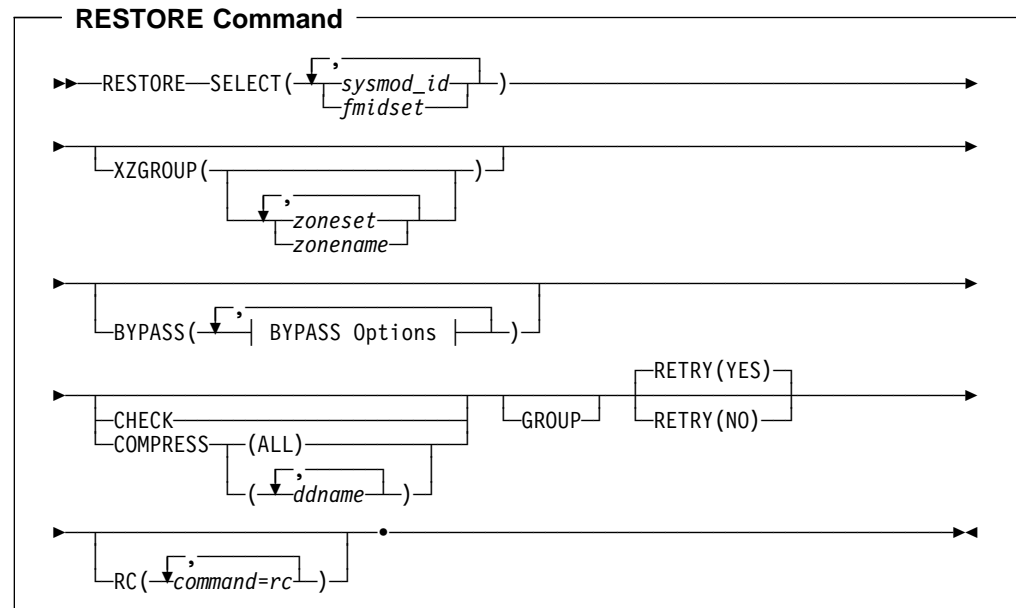 RESTORE Command
RESTORE SELECT( , sysmod_id )
fmidset
XZGROUP( )
,
zoneset
zonename
,
BYPASS( BYPASS Options )
RETRY(YES)
CHECK GROUP RETRY(NO)
COMPRESS (ALL)
,
( ddname )
•
,
RC( command=rc )